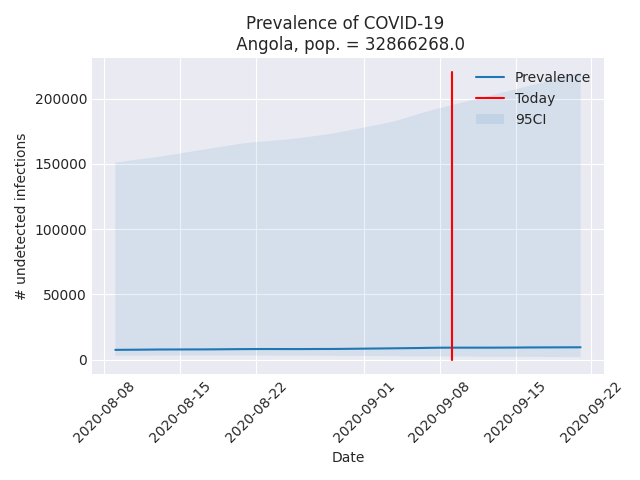 Prevalence of COVID-19
Angola, pop. = 32866268.0
Prevalence
Today
95CI
200000
150000
100000
50000
0
# undetected infections
2020-08-08
2020-08-15
2020-08-22
2020-09-01
2020-09-08
2020-09-15
2020-09-22
Date